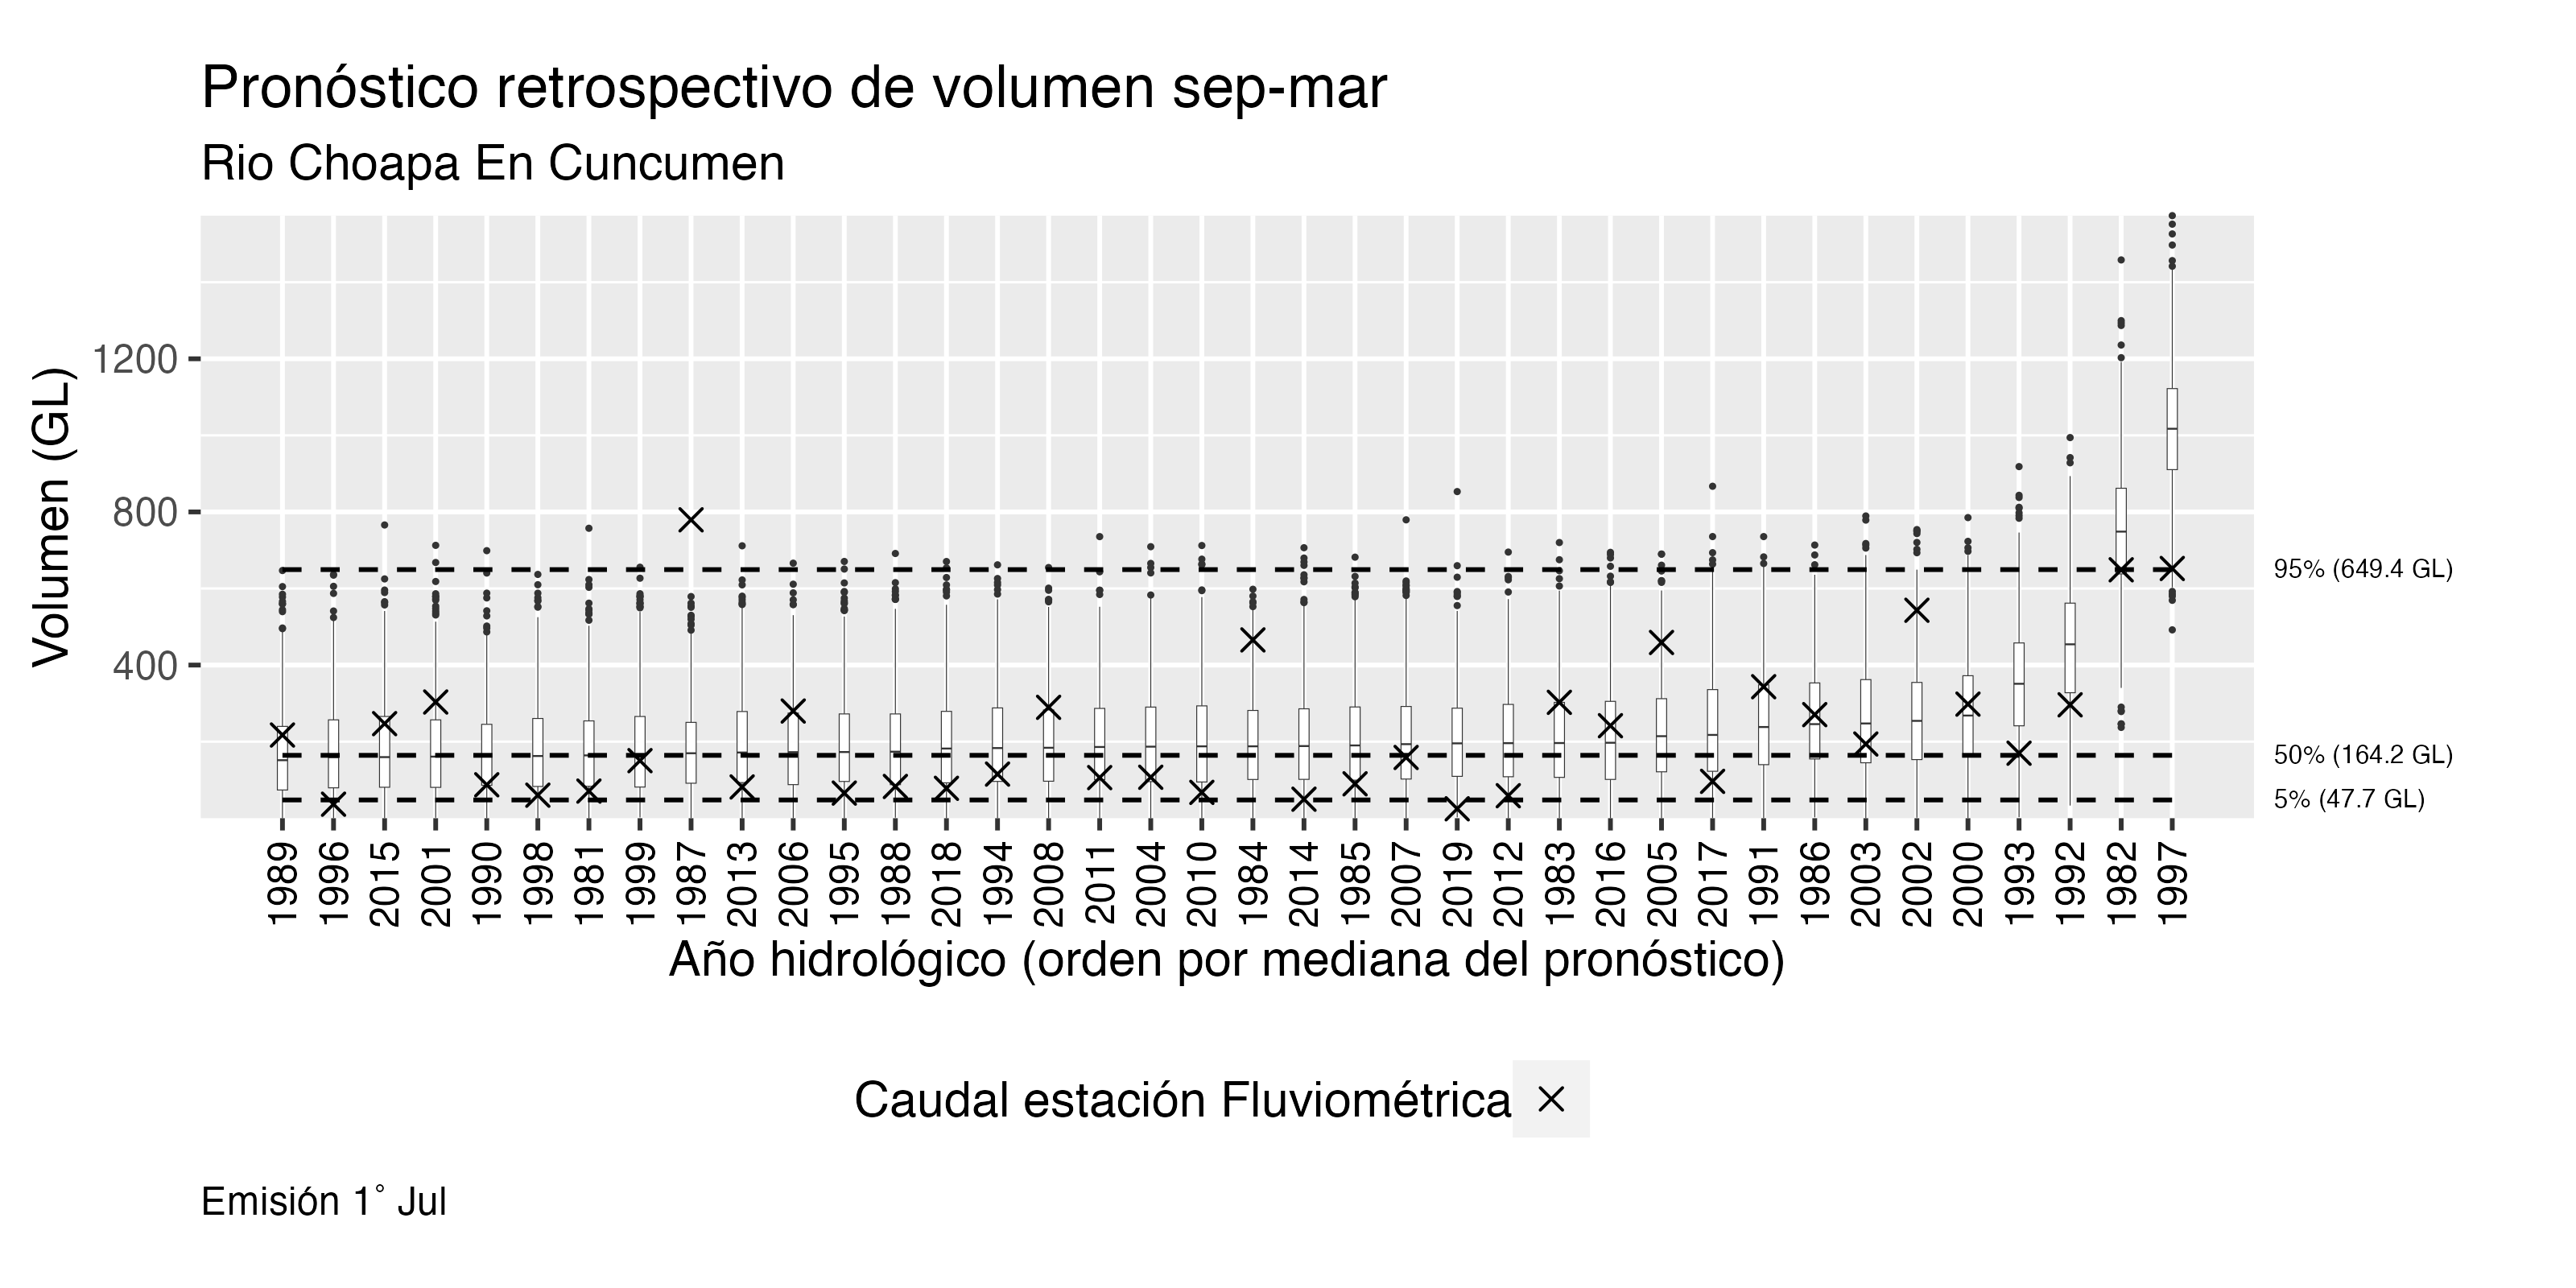 Pronóstico retrospectivo de volumen sep-mar
Rio Choapa En Cuncumen
Volumen (GL)
1200
800
400
95% (649.4 GL)
50% (164.2 GL)
5% (47.7 GL)
1989 1996 2015 2001 1990 1998 1981 1999 1987 2013 2006 1995 1988 2018 1994 2008 2011 2004 2010 1984 2014 1985 2007 2019 2012 1983 2016 2005 2017 1991 1986 2003 2002 2000 1993 1992 1982 1997
Año hidrológico (orden por mediana del pronóstico)
Caudal estación Fluviométrica
Emisión 1° Jul